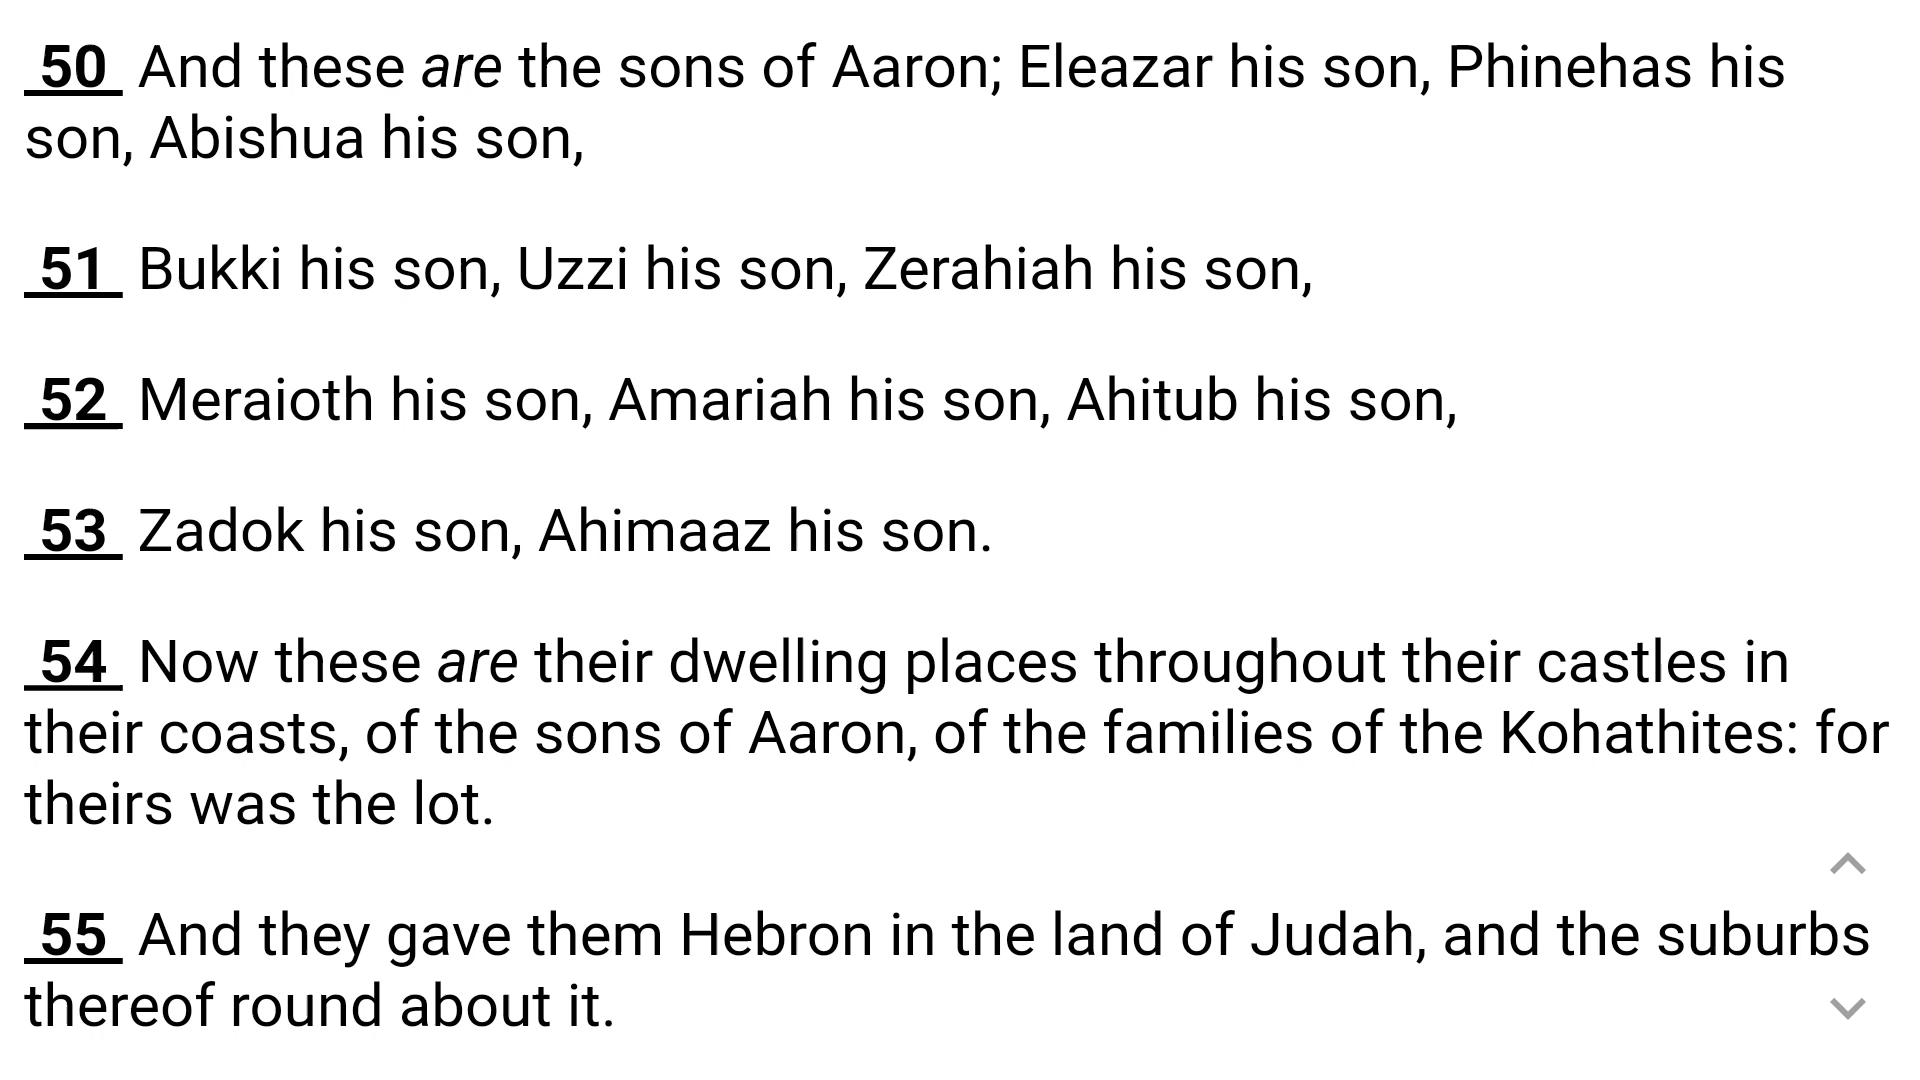 50 And these are the sons of Aaron; Eleazar his son, Phinehas his
son, Abishua his son,
51 Bukki his son, Uzzi his son, Zerahiah his son,
52 Meraioth his son, Amariah his son, Ahitub his son,
53 Zadok his son, Ahimaaz his son.
54 Now these are their dwelling places throughout their castles in
their coasts, of the sons of Aaron, of the families of the Kohathites: for
theirs was the lot.
55 And they gave them Hebron in the land of Judah, and the suburbs
thereof round about it.